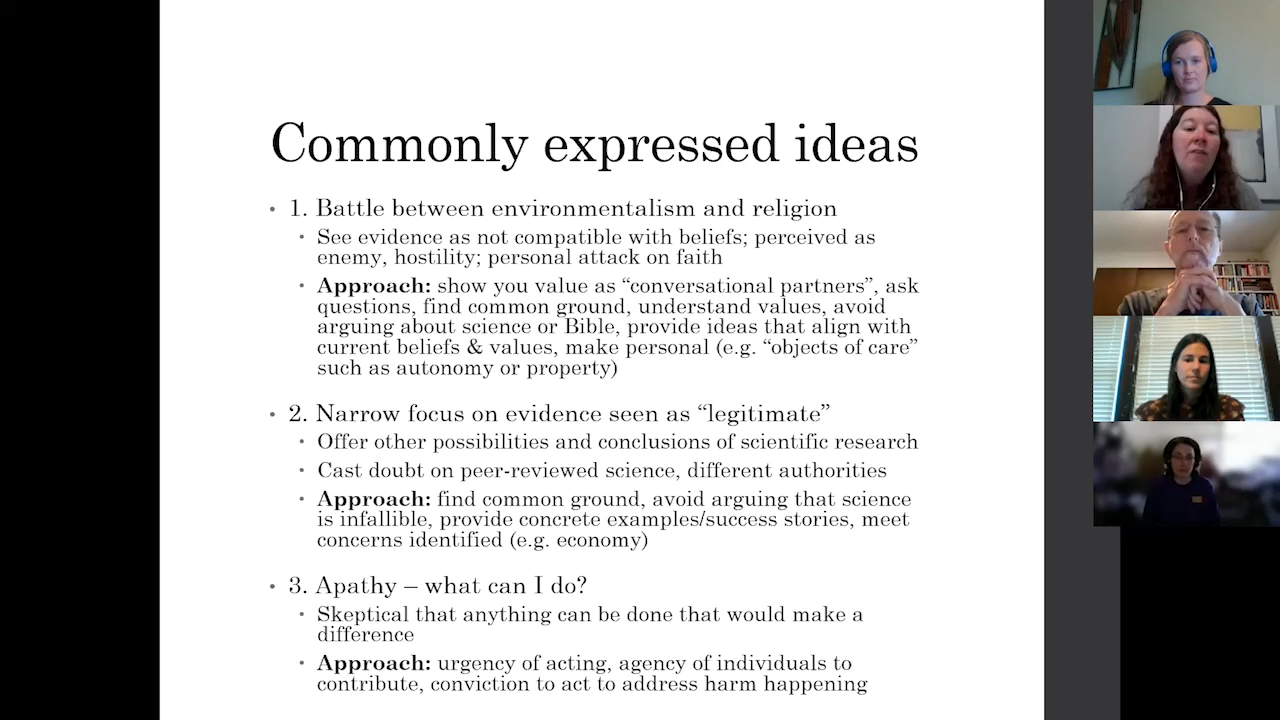 Commonly expressed ideas
• 1. Battle between environmentalism and religion
• See evidence as not compatible with beliefs; perceived as
enemy, hostility; personal attack on faith
• Approach: show you value as “conversational partners”, ask
questions, find common ground, understand values, avoid
arguing about science or Bible, provide ideas that align with
current beliefs & values, make personal (e.g. “objects of care”
such as autonomy or property)
• 2. Narrow focus on evidence seen as “legitimate”
• Offer other possibilities and conclusions of scientific research
• Cast doubt on peer-reviewed science, different authorities
• Approach: find common ground, avoid arguing that science
is infallible, provide concrete examples/success stories, meet
concerns identified (e.g. economy)
• 3. Apathy – what can I do?
• Skeptical that anything can be done that would make a
difference
• Approach: urgency of acting, agency of individuals to
contribute, conviction to act to address harm happening